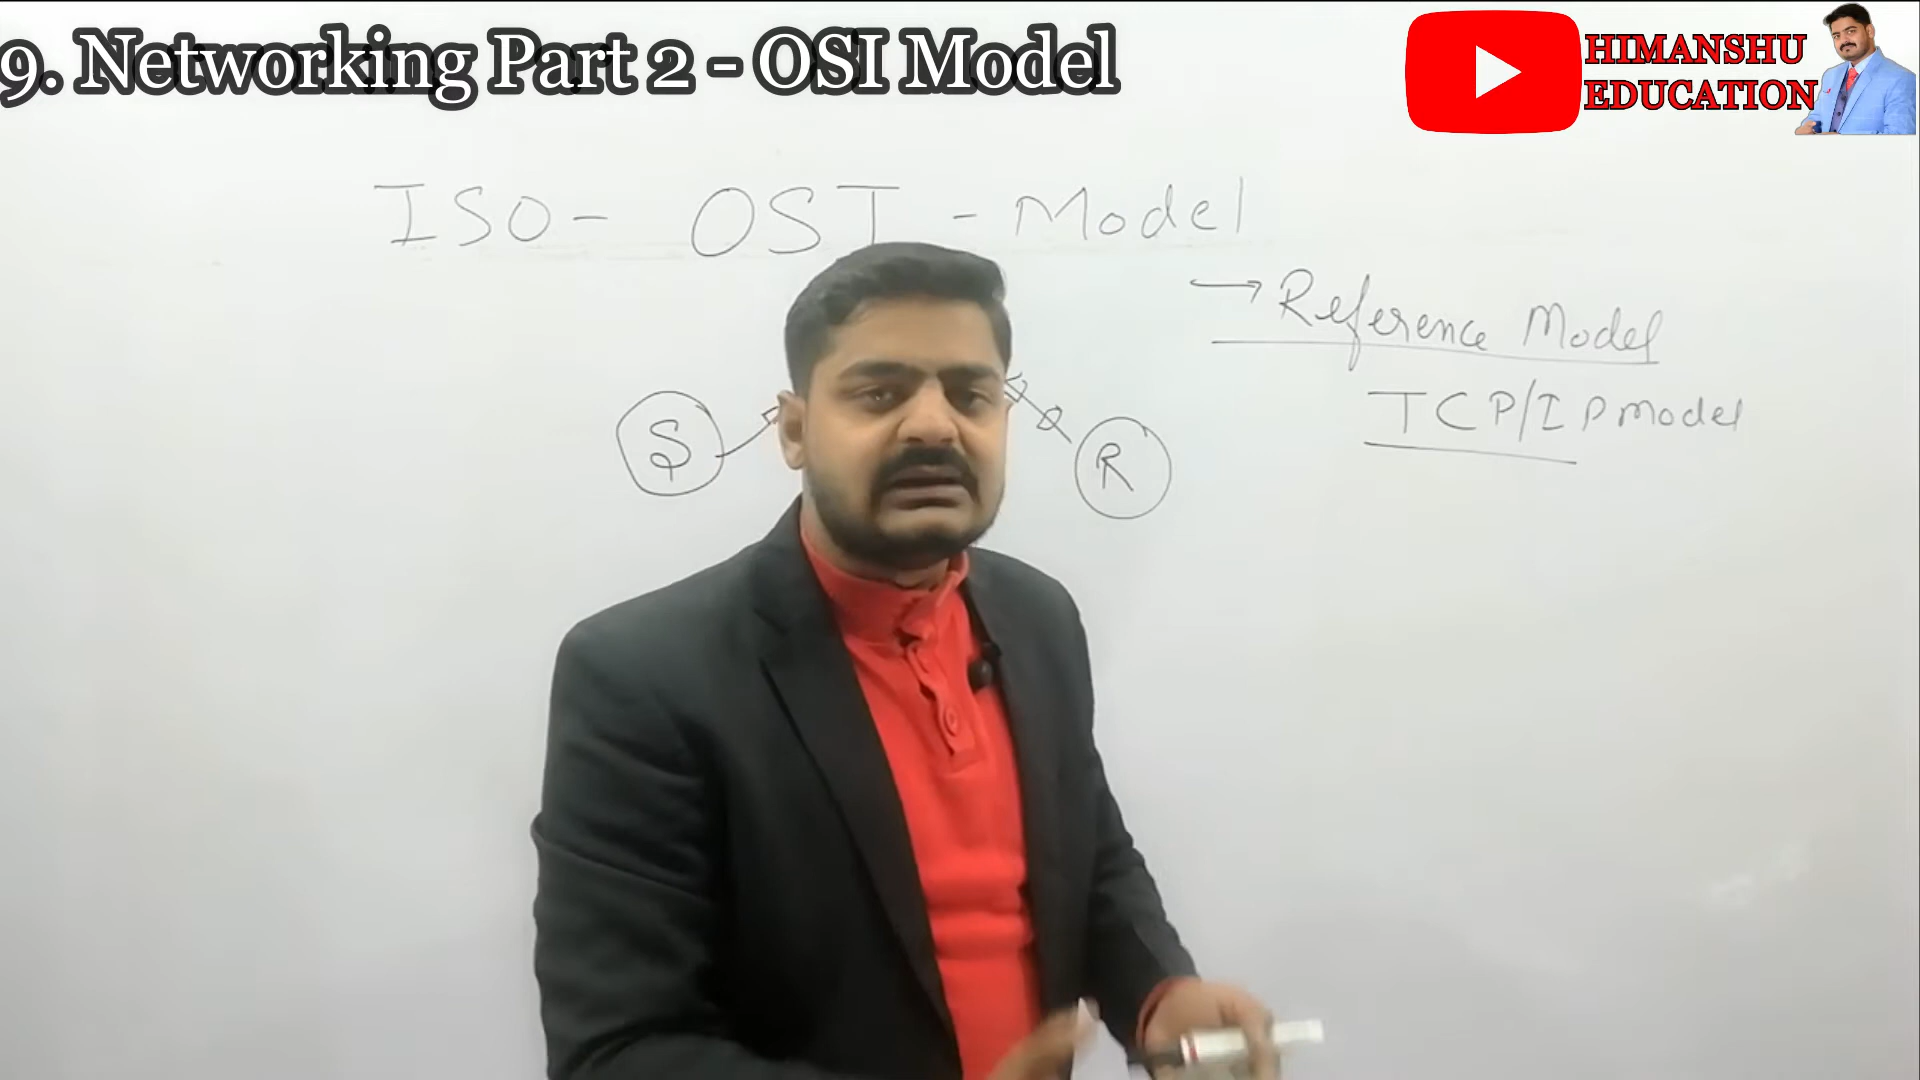 9. Networking Part 2 - OSI Model
HIMANSHU
EDUCATION
ISO - OSI - Model
→ Reference Model
TCP/IP Model
S
R